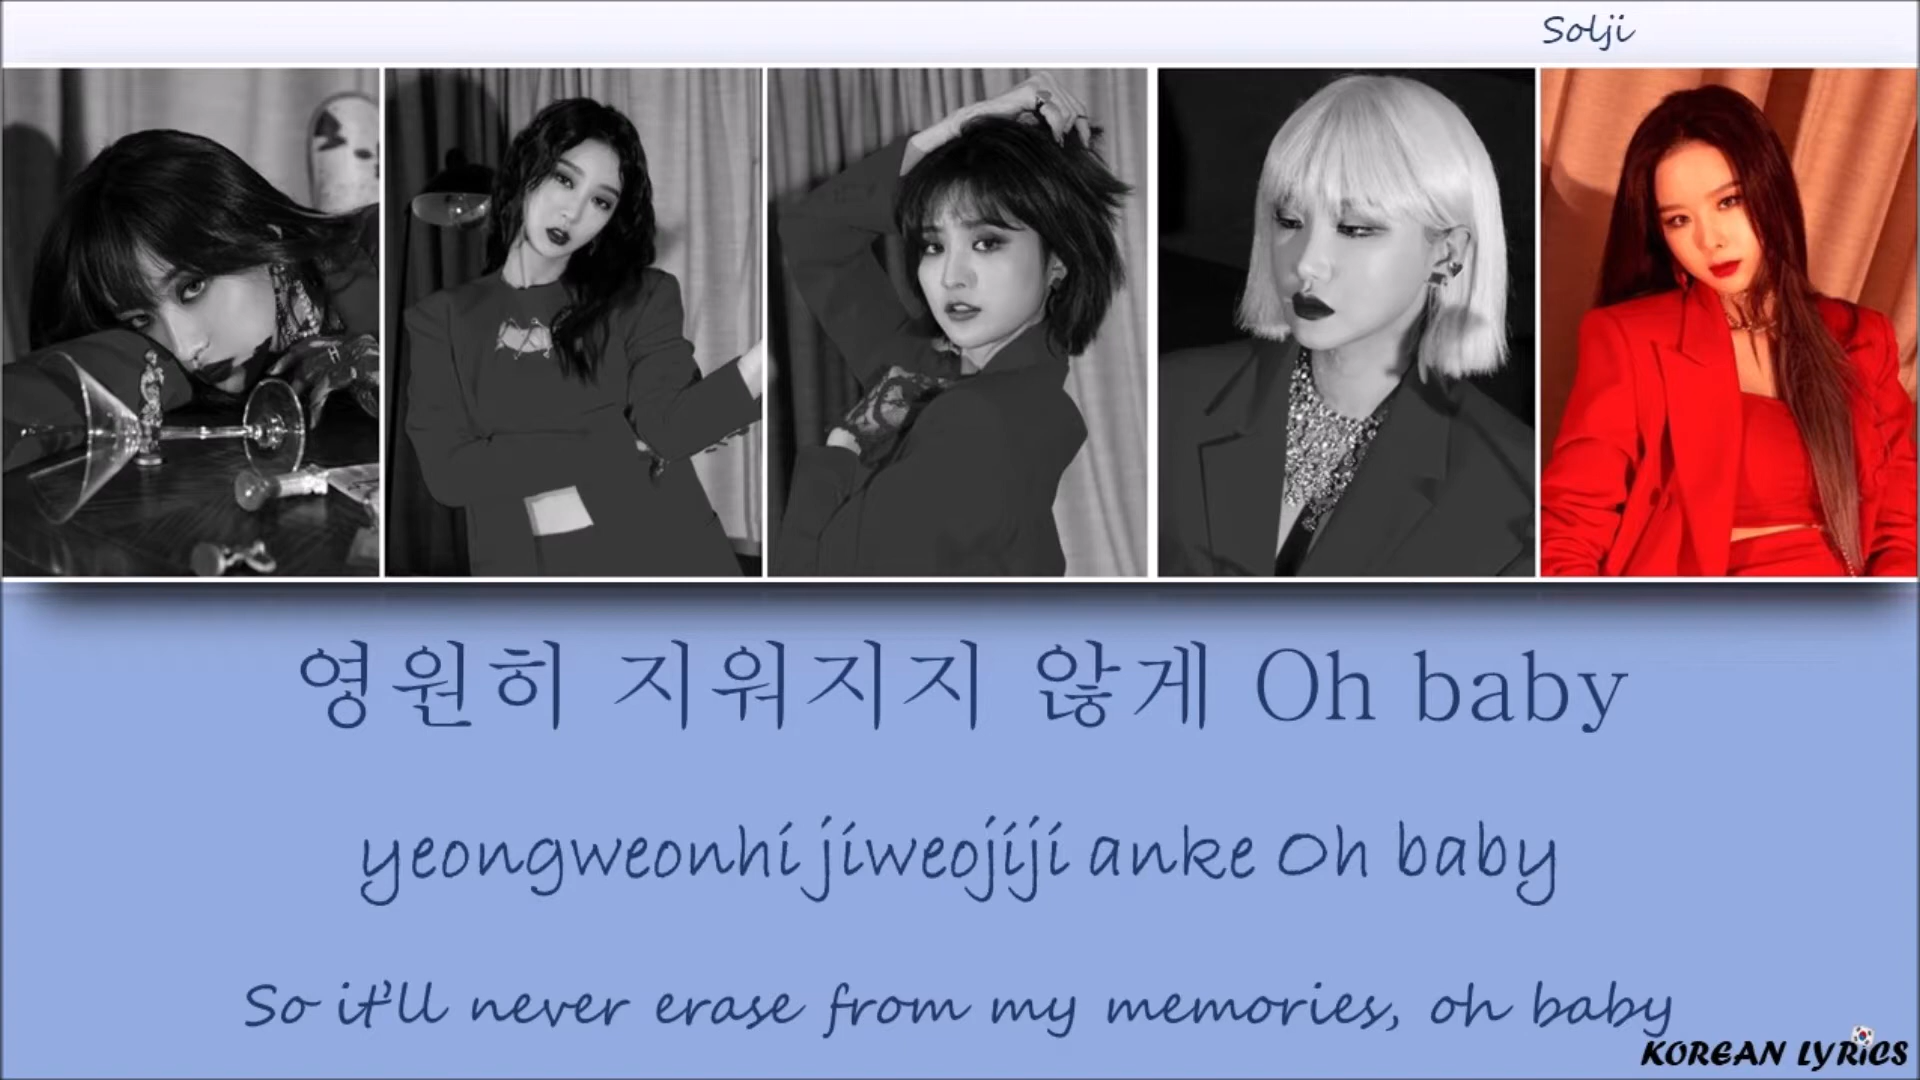 Solji
영원히 지워지지 않게 Oh baby
yeongweonhi jiweojiji anke Oh baby
So it'll never erase from my memories, oh baby
KOREAN LYRICS